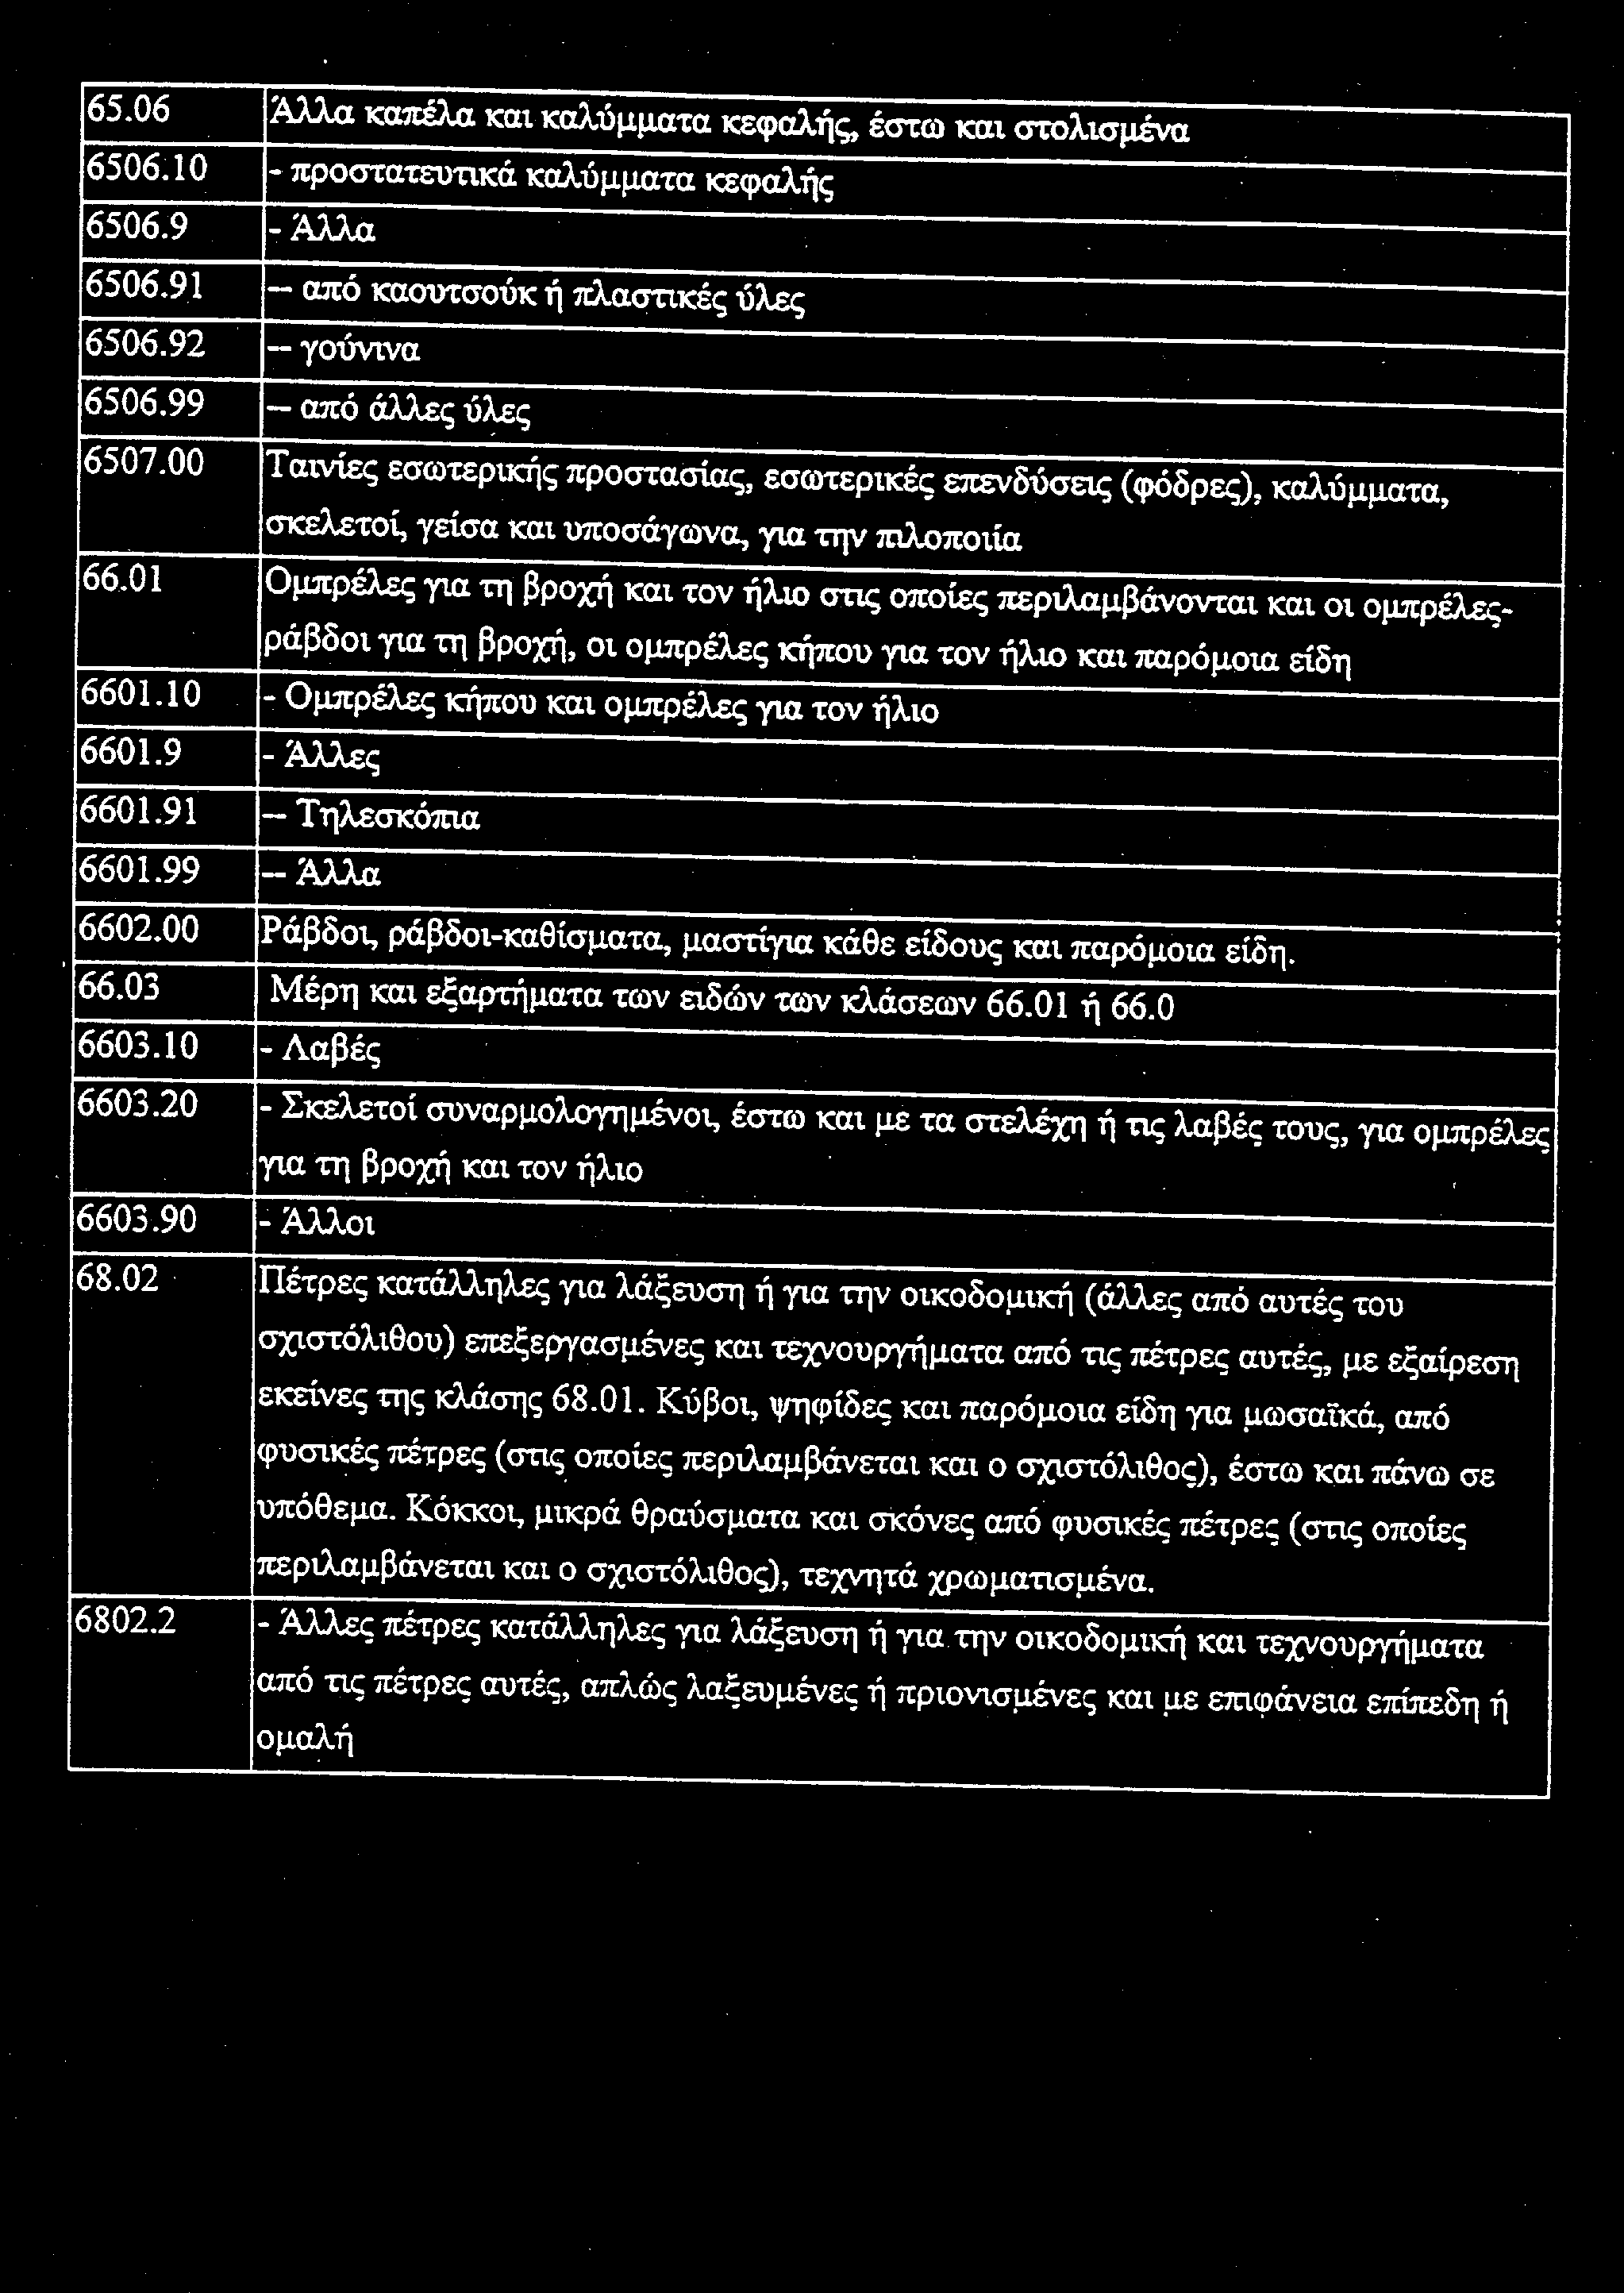 65.06 Άλλα καπέλα και καλύμματα κεφαλής, έστω και στολισμένα
6506.10 - προστατευτικά καλύμματα κεφαλής
6506.9 - Άλλα
6506.91 -- από καουτσούκ ή πλαστικές ύλες
6506.92 -- γούνινα
6506.99 -- από άλλες ύλες
6507.00 Ταινίες εσωτερικής προστασίας, εσωτερικές επενδύσεις (φόδρες), καλύμματα,
σκελετοί, γείσα και υποσάγωνα, για την πιλοποιία
66.01 Ομπρέλες για τη βροχή και τον ήλιο στις οποίες περιλαμβάνονται και οι ομπρέλες-
ράβδοι για τη βροχή, οι ομπρέλες κήπου για τον ήλιο και παρόμοια είδη
6601.10 - Ομπρέλες κήπου και ομπρέλες για τον ήλιο
6601.9 - Άλλες
6601.91 -- Τηλεσκόπια
6601.99 -- Άλλα
6602.00 Ράβδοι, ράβδοι-καθίσματα, μαστίγια κάθε είδους και παρόμοια είδη.
66.03 Μέρη και εξαρτήματα των ειδών των κλάσεων 66.01 ή 66.0
6603.10 - Λαβές
6603.20 - Σκελετοί συναρμολογημένοι, έστω και με τα στελέχη ή τις λαβές τους, για ομπρέλες
για τη βροχή και τον ήλιο
6603.90 - Άλλοι
68.02 Πέτρες κατάλληλες για λάξευση ή για την οικοδομική (άλλες από αυτές του
σχιστόλιθου) επεξεργασμένες και τεχνουργήματα από τις πέτρες αυτές, με εξαίρεση
εκείνες της κλάσης 68.01. Κύβοι, ψηφίδες και παρόμοια είδη για μωσαϊκά, από
φυσικές πέτρες (στις οποίες περιλαμβάνεται και ο σχιστόλιθος), έστω και πάνω σε
υπόθεμα. Κόκκοι, μικρά θραύσματα και σκόνες από φυσικές πέτρες (στις οποίες
περιλαμβάνεται και ο σχιστόλιθος), τεχνητά χρωματισμένα.
6802.2 - Άλλες πέτρες κατάλληλες για λάξευση ή για την οικοδομική και τεχνουργήματα
από τις πέτρες αυτές, απλώς λαξευμένες ή πριονισμένες και με επιφάνεια επίπεδη ή
ομαλή